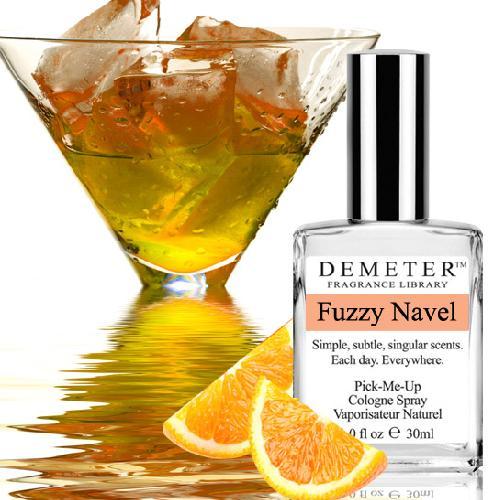 DEMETER™
FRAGRANCE LIBRARY
Fuzzy Navel
Simple, subtle, singular scents.
Each day. Everywhere.
Pick-Me-Up
Cologne Spray
Vaporisateur Naturel
.0 fl oz ℮ 30ml